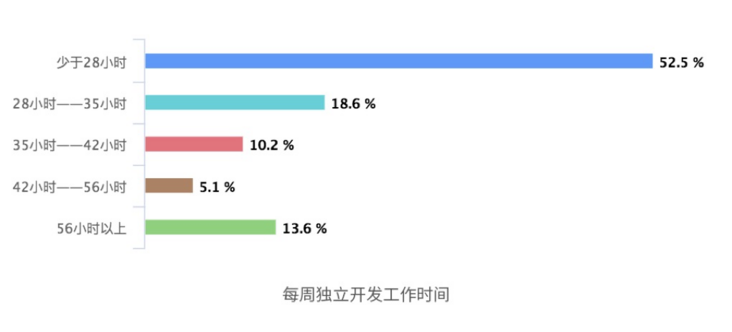 少于28小时 52.5 %
28小时——35小时 18.6 %
35小时——42小时 10.2 %
42小时——56小时 5.1 %
56小时以上 13.6 %
每周独立开发工作时间